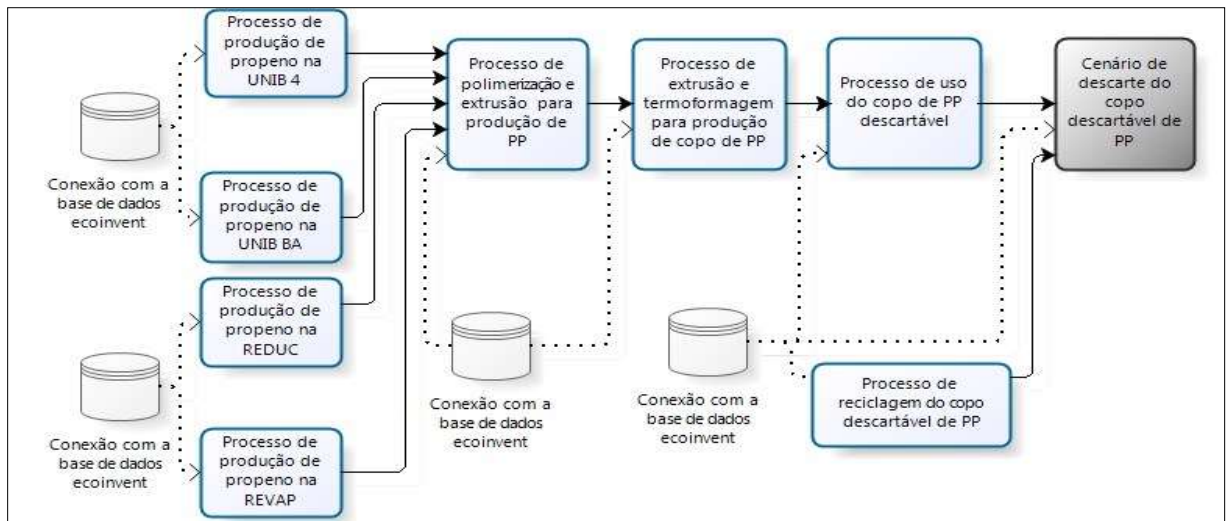 Processo de
produção de
propeno na
UNIB 4
Conexão com a
base de dados
ecoinvent
Processo de
produção de
propeno na
UNIB BA
Processo de
produção de
propeno na
REDUC
Conexão com a
base de dados
ecoinvent
Processo de
produção de
propeno na
REVAP
Processo de
polimerização e
extrusão para
produção de
PP
Conexão com a
base de dados
ecoinvent
Processo de
extrusão e
termoformagem
para produção
de copo de PP
Conexão com a
base de dados
ecoinvent
Processo de uso
do copo de PP
descartável
Processo de
reciclagem do copo
descartável de PP
Cenário de
descarte do
copo
descartável de
PP